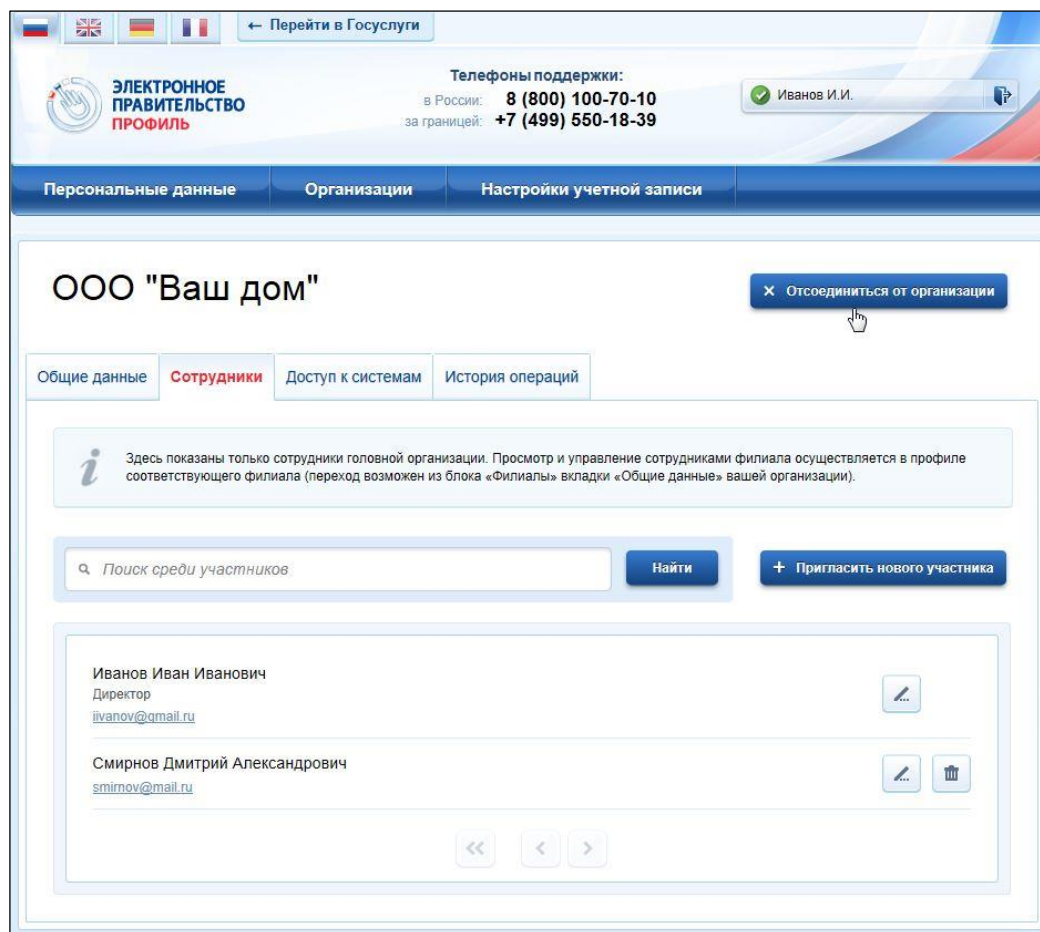 ← Перейти в Госуслуги
ЭЛЕКТРОННОЕ
ПРАВИТЕЛЬСТВО
ПРОФИЛЬ
Телефоны поддержки:
в России: 8 (800) 100-70-10
за границей: +7 (499) 550-18-39
Иванов И.И.
Персональные данные Организации Настройки учетной записи
ООО "Ваш дом"
× Отсоединиться от организации
Общие данные Сотрудники Доступ к системам История операций
Здесь показаны только сотрудники головной организации. Просмотр и управление сотрудниками филиала осуществляется в профиле
соответствующего филиала (переход возможен из блока «Филиалы» вкладки «Общие данные» вашей организации).
Поиск среди участников Найти + Пригласить нового участника
Иванов Иван Иванович
Директор
iivanov@gmail.ru
Смирнов Дмитрий Александрович
smirnov@mail.ru